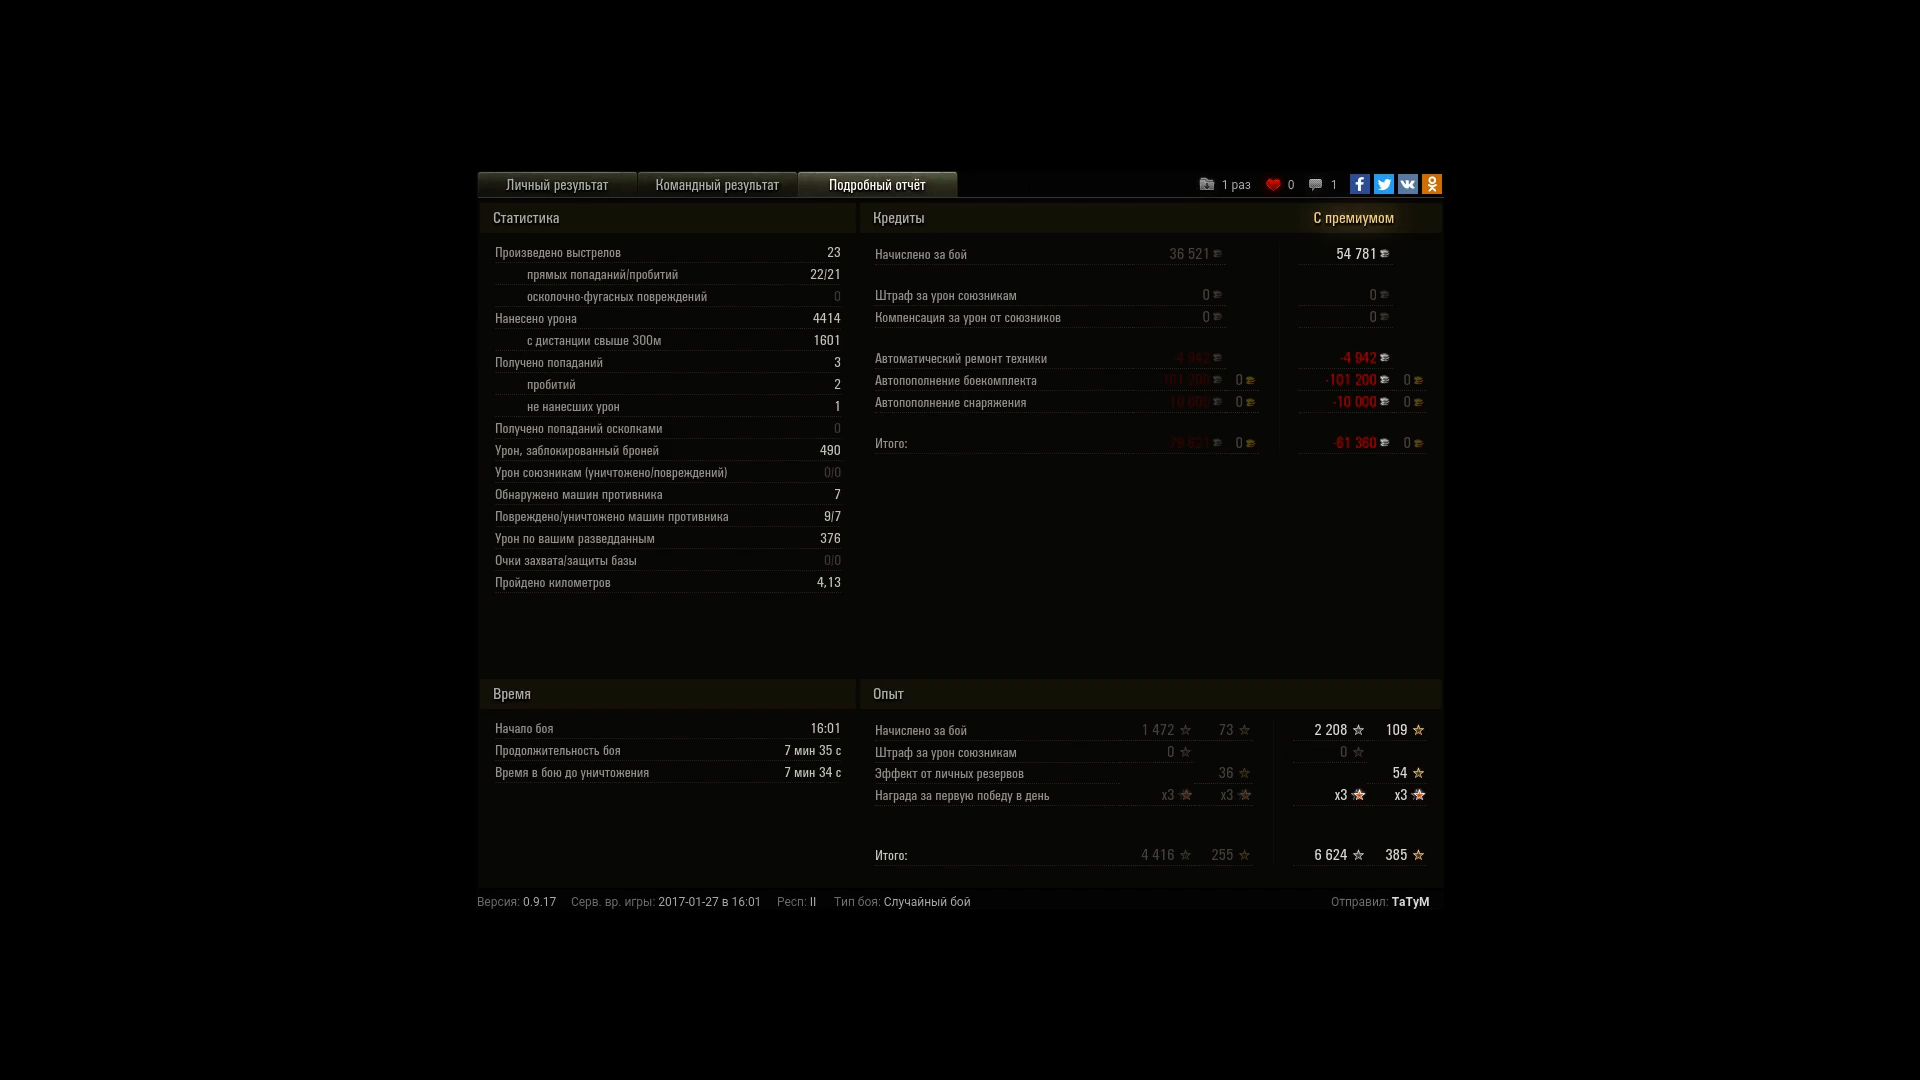 Личный результат Командный результат Подробный отчёт 1 раз 0 1
Статистика
Произведено выстрелов 23
прямых попаданий/пробитий 22/21
осколочно-фугасных повреждений 0
Нанесено урона 4414
с дистанции свыше 300м 1601
Получено попаданий 3
пробитий 2
не нанесших урон 1
Получено попаданий осколками 0
Урон, заблокированный броней 490
Урон союзникам (уничтожено/повреждений) 0/0
Обнаружено машин противника 7
Повреждено/уничтожено машин противника 9/7
Урон по вашим разведданным 376
Очки захвата/защиты базы 0/0
Пройдено километров 4,13
Кредиты С премиумом
Начислено за бой 36 521 54 781
Штраф за урон союзникам 0 0
Компенсация за урон от союзников 0 0
Автоматический ремонт техники -4 942 -4 942
Автопополнение боекомплекта 0 -101 200 0
Автопополнение снаряжения 0 -10 000 0
Итого: 0 -61 360 0
Время
Начало боя 16:01
Продолжительность боя 7 мин 35 с
Время в бою до уничтожения 7 мин 34 с
Опыт
Начислено за бой 1 472 73 2 208 109
Штраф за урон союзникам 0 0
Эффект от личных резервов 36 54
Награда за первую победу в день x3 x3 x3 x3
Итого: 4 416 255 6 624 385
Версия: 0.9.17 Серв. вр. игры: 2017-01-27 в 16:01 Респ: II Тип боя: Случайный бой Отправил: TaTyM